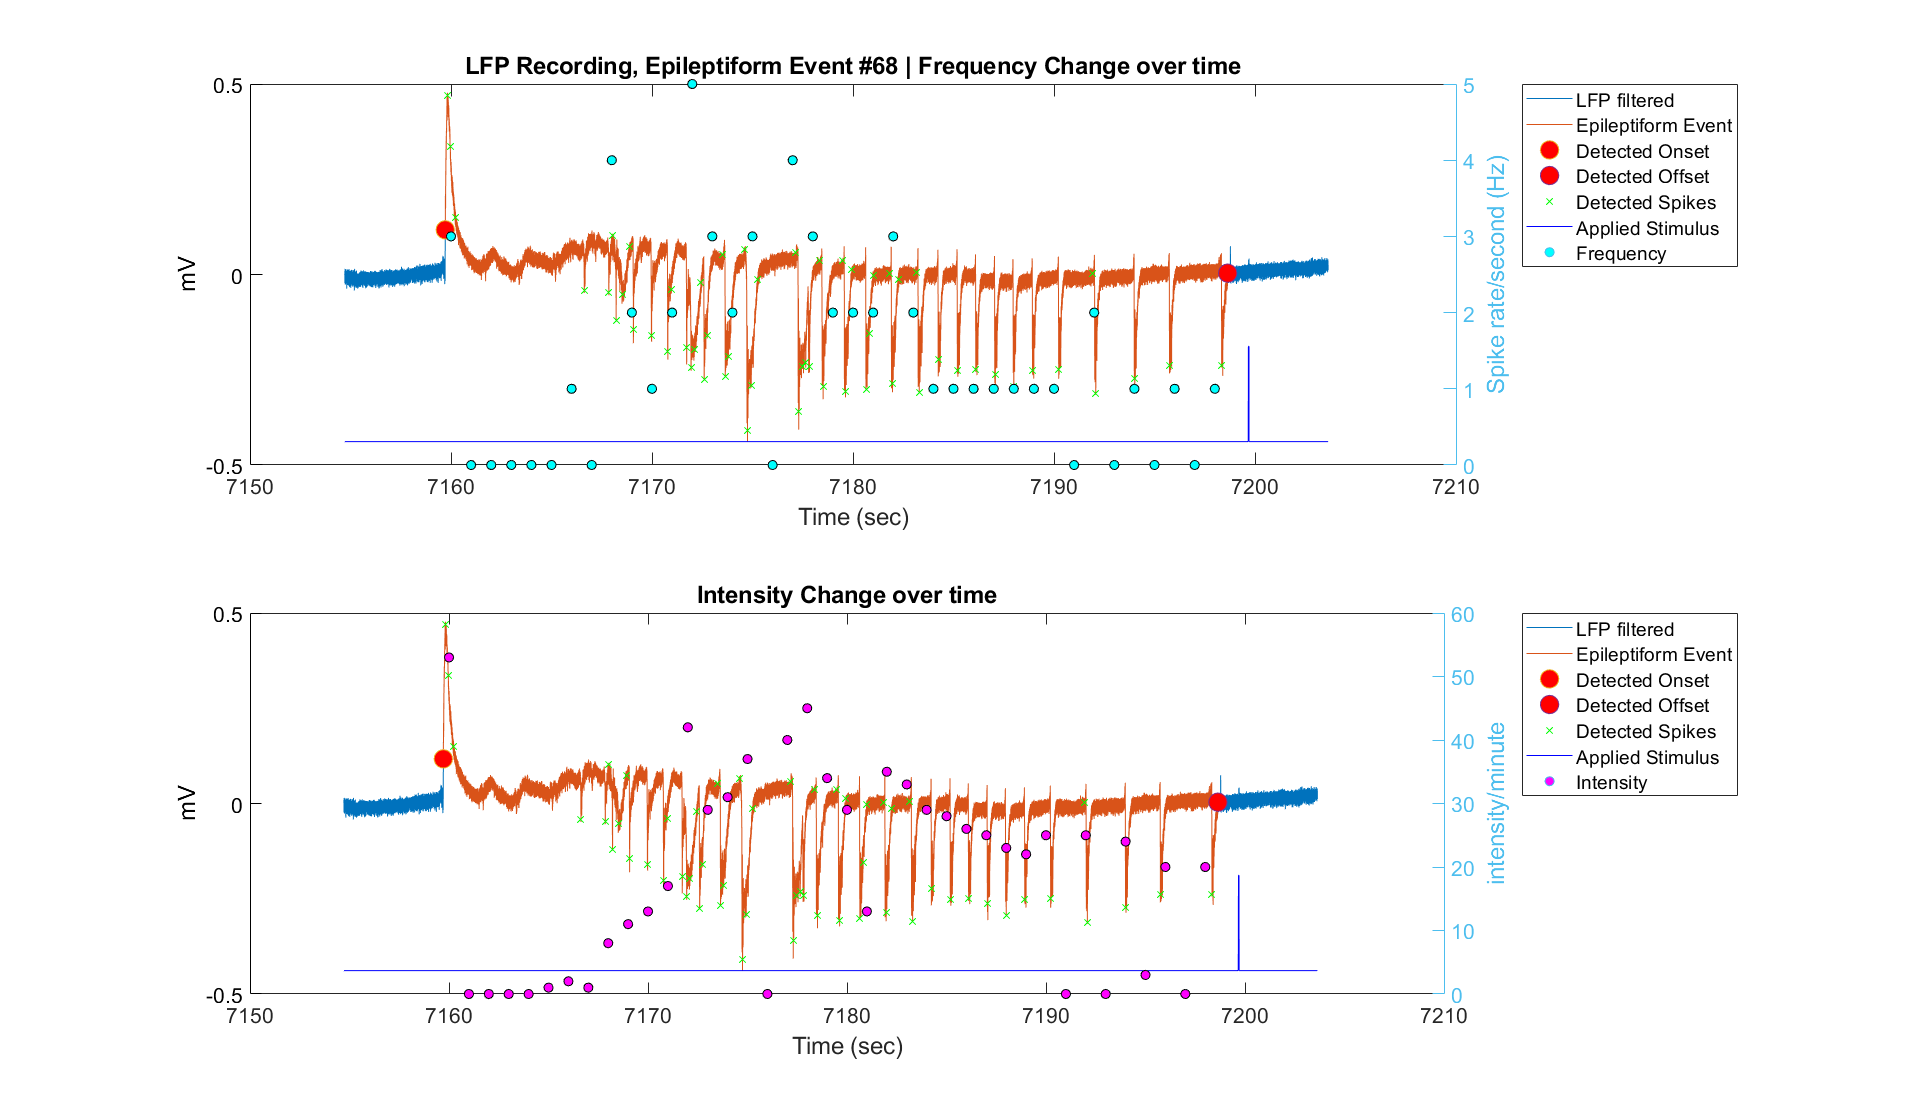 LFP Recording, Epileptiform Event #68 | Frequency Change over time
0.5
0
-0.5
mV
7150
7160
7170
7180
7190
7200
7210
Time (sec)
5
4
3
2
1
0
Spike rate/second (Hz)
LFP filtered
Epileptiform Event
Detected Onset
Detected Offset
Detected Spikes
Applied Stimulus
Frequency
Intensity Change over time
0.5
0
-0.5
mV
7150
7160
7170
7180
7190
7200
7210
Time (sec)
60
50
40
30
20
10
0
intensity/minute
LFP filtered
Epileptiform Event
Detected Onset
Detected Offset
Detected Spikes
Applied Stimulus
Intensity